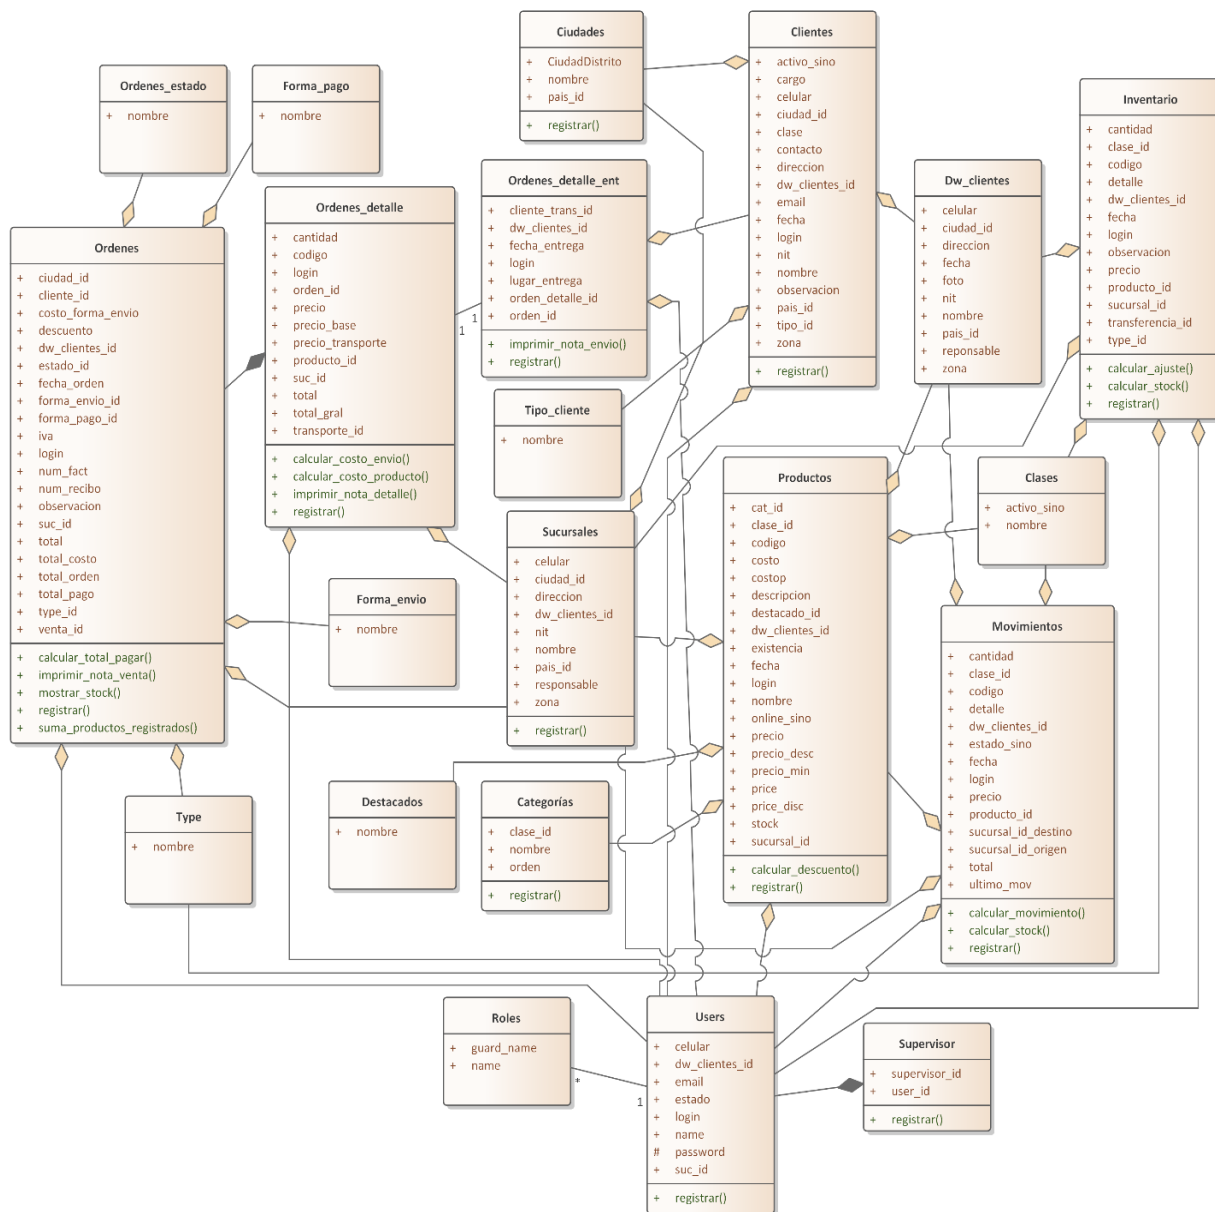 Ciudades
+ CiudadDistrito
+ nombre
+ pais_id
+ registrar()
Clientes
+ activo_sino
+ cargo
+ celular
+ ciudad_id
+ clase
+ contacto
+ direccion
+ dw_clientes_id
+ email
+ fecha
+ login
+ nit
+ nombre
+ observacion
+ pais_id
+ tipo_id
+ zona
+ registrar()
Ordenes_estado
+ nombre
Forma_pago
+ nombre
Inventario
+ cantidad
+ clase_id
+ codigo
+ detalle
+ dw_clientes_id
+ fecha
+ login
+ observacion
+ precio
+ producto_id
+ sucursal_id
+ transferencia_id
+ type_id
+ calcular_ajuste()
+ calcular_stock()
+ registrar()
Ordenes_detalle_ent
+ cliente_trans_id
+ dw_clientes_id
+ fecha_entrega
+ login
+ lugar_entrega
+ orden_detalle_id
+ orden_id
+ imprimir_nota_envio()
+ registrar()
Dw_clientes
+ celular
+ ciudad_id
+ direccion
+ fecha
+ foto
+ nit
+ nombre
+ pais_id
+ reponsable
+ zona
Ordenes_detalle
+ cantidad
+ codigo
+ login
+ orden_id
+ precio
+ precio_base
+ precio_transporte
+ producto_id
+ suc_id
+ total
+ total_gral
+ transporte_id
+ calcular_costo_envio()
+ calcular_costo_producto()
+ imprimir_nota_detalle()
+ registrar()
1
1
Ordenes
+ ciudad_id
+ cliente_id
+ costo_forma_envio
+ descuento
+ dw_clientes_id
+ estado_id
+ fecha_orden
+ forma_envio_id
+ forma_pago_id
+ iva
+ login
+ num_fact
+ num_recibo
+ observacion
+ suc_id
+ total
+ total_costo
+ total_orden
+ total_pago
+ type_id
+ venta_id
+ calcular_total_pagar()
+ imprimir_nota_venta()
+ mostrar_stock()
+ registrar()
+ suma_productos_registrados()
Tipo_cliente
+ nombre
Productos
+ cat_id
+ clase_id
+ codigo
+ costo
+ costop
+ descripcion
+ destacado_id
+ dw_clientes_id
+ existencia
+ fecha
+ login
+ nombre
+ online_sino
+ precio
+ precio_desc
+ precio_min
+ price
+ price_disc
+ stock
+ sucursal_id
+ calcular_descuento()
+ registrar()
Clases
+ activo_sino
+ nombre
Sucursales
+ celular
+ ciudad_id
+ direccion
+ dw_clientes_id
+ nit
+ nombre
+ pais_id
+ responsable
+ zona
+ registrar()
Forma_envio
+ nombre
Movimientos
+ cantidad
+ clase_id
+ codigo
+ detalle
+ dw_clientes_id
+ estado_sino
+ fecha
+ login
+ precio
+ producto_id
+ sucursal_id_destino
+ sucursal_id_origen
+ total
+ ultimo_mov
+ calcular_movimiento()
+ calcular_stock()
+ registrar()
Type
+ nombre
Destacados
+ nombre
Categorías
+ clase_id
+ nombre
+ orden
+ registrar()
Roles
+ guard_name
+ name
*
1
Users
+ celular
+ dw_clientes_id
+ email
+ estado
+ login
+ name
# password
+ suc_id
+ registrar()
Supervisor
+ supervisor_id
+ user_id
+ registrar()